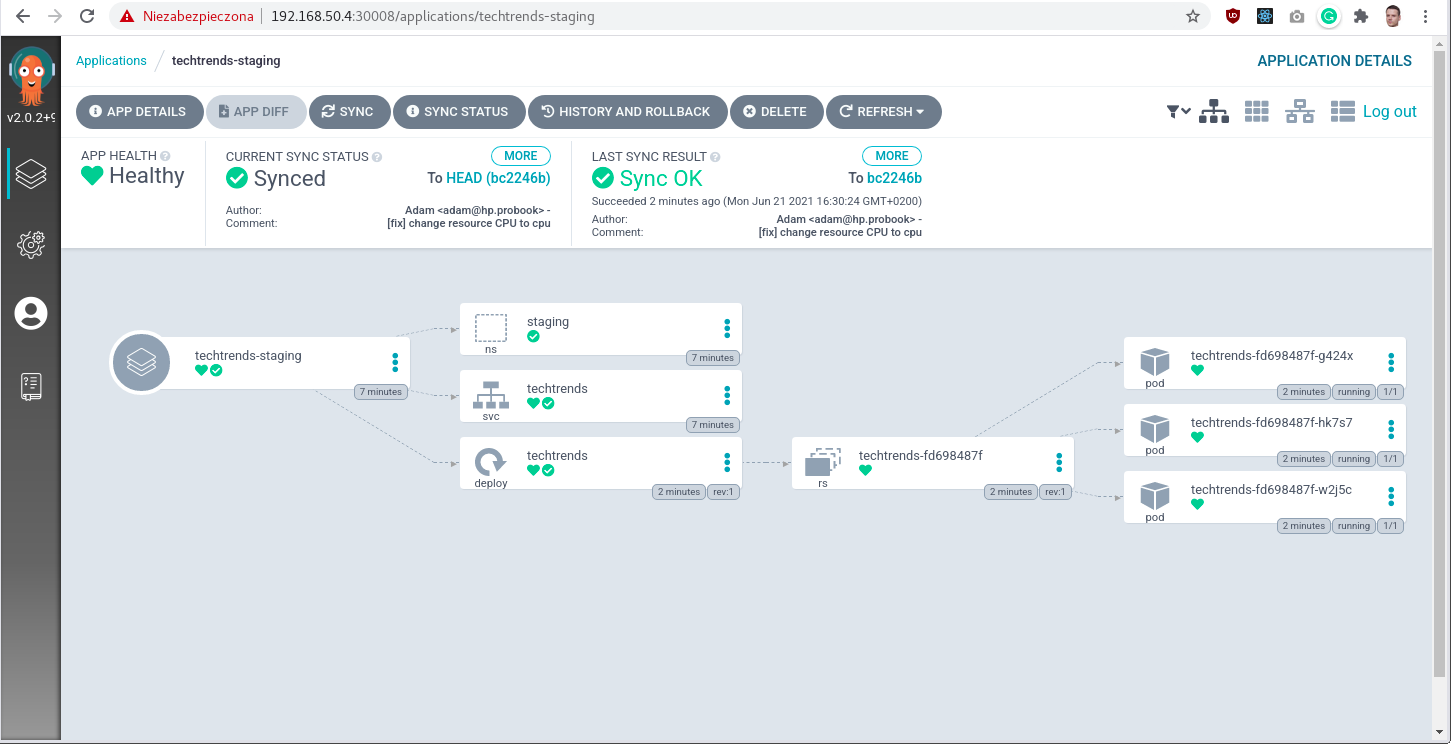 Niezabezpieczona 192.168.50.4:30008/applications/techtrends-staging
v2.0.2+9
Applications / techtrends-staging APPLICATION DETAILS
APP DETAILS APP DIFF SYNC SYNC STATUS HISTORY AND ROLLBACK DELETE REFRESH Log out
APP HEALTH
Healthy
CURRENT SYNC STATUS MORE
Synced To HEAD (bc2246b)
Author: Adam <adam@hp.probook> -
Comment: [fix] change resource CPU to cpu
LAST SYNC RESULT MORE
Sync OK To bc2246b
Succeeded 2 minutes ago (Mon Jun 21 2021 16:30:24 GMT+0200)
Author: Adam <adam@hp.probook> -
Comment: [fix] change resource CPU to cpu
techtrends-staging
7 minutes
staging
ns
7 minutes
techtrends
svc
7 minutes
techtrends
deploy
2 minutes rev:1
techtrends-fd698487f
rs
2 minutes rev:1
techtrends-fd698487f-g424x
pod
2 minutes running 1/1
techtrends-fd698487f-hk7s7
pod
2 minutes running 1/1
techtrends-fd698487f-w2j5c
pod
2 minutes running 1/1